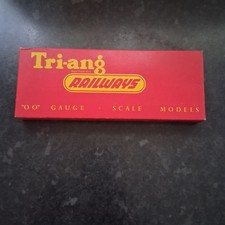 Tri-ang
RAILWAYS
"OO" GAUGE - SCALE MODELS